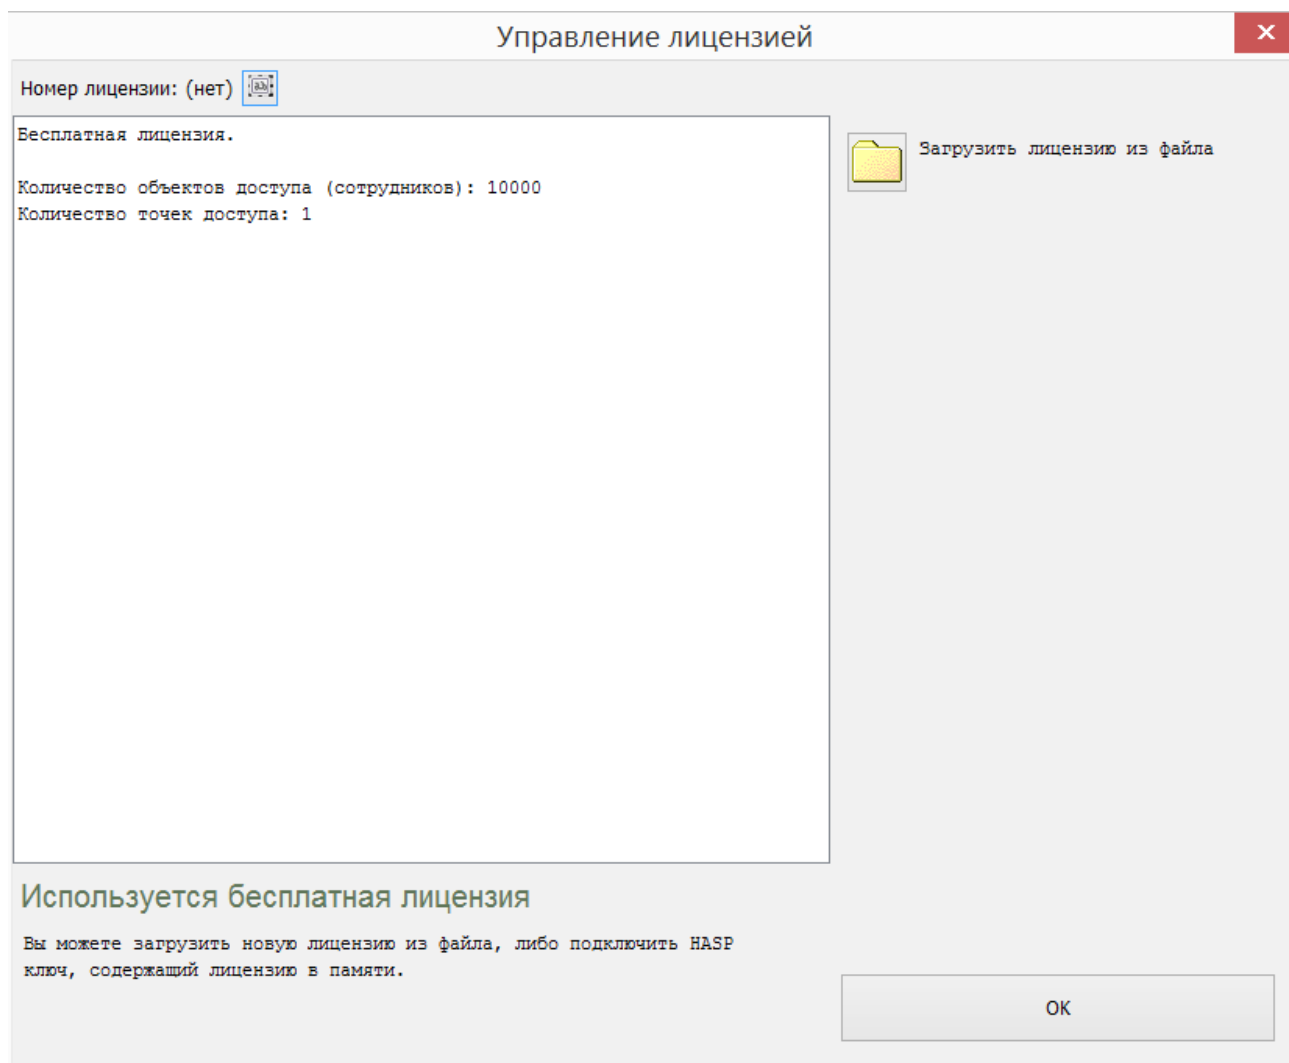 Управление лицензией
Номер лицензии: (нет)
Бесплатная лицензия.
Количество объектов доступа (сотрудников): 10000
Количество точек доступа: 1
Загрузить лицензию из файла
Используется бесплатная лицензия
Вы можете загрузить новую лицензию из файла, либо подключить HASP
ключ, содержащий лицензию в памяти.
OK